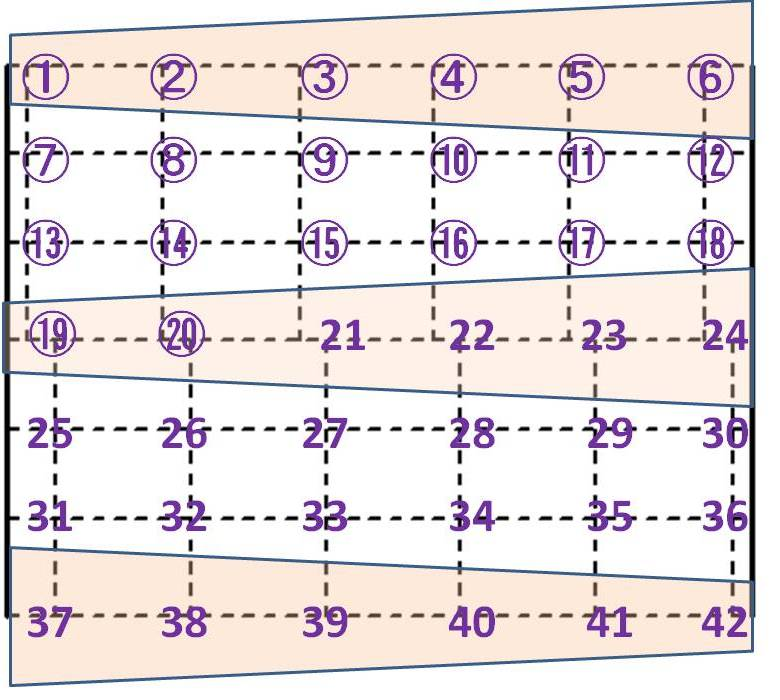 ① ② ③ ④ ⑤ ⑥
⑦ ⑧ ⑨ ⑩ ⑪ ⑫
⑬ ⑭ ⑮ ⑯ ⑰ ⑱
⑲ ⑳ 21 22 23 24
25 26 27 28 29 30
31 32 33 34 35 36
37 38 39 40 41 42